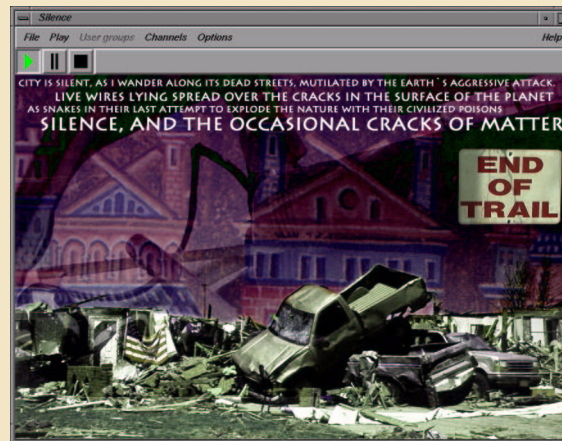 Silence
File Play User groups Channels Options Help
CITY IS SILENT, AS I WANDER ALONG ITS DEAD STREETS, MUTILATED BY THE EARTH`S AGGRESSIVE ATTACK.
LIVE WIRES LYING SPREAD OVER THE CRACKS IN THE SURFACE OF THE PLANET
AS SNAKES IN THEIR LAST ATTEMPT TO EXPLODE THE NATURE WITH THEIR CIVILIZED POISONS
SILENCE, AND THE OCCASIONAL CRACKS OF MATTER
END
OF
TRAIL